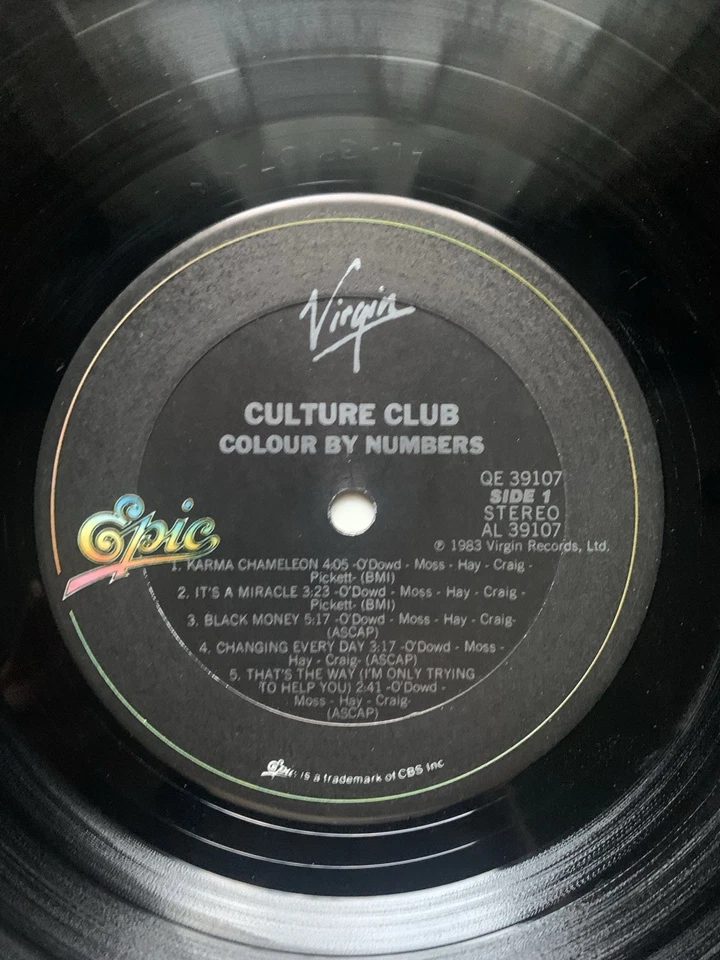 Virgin
CULTURE CLUB
COLOUR BY NUMBERS
QE 39107
SIDE 1
STEREO
AL 39107
℗ 1983 Virgin Records, Ltd.
Epic
1. KARMA CHAMELEON 4:05 -O'Dowd - Moss - Hay - Craig -
Pickett- (BMI)
2. IT'S A MIRACLE 3:23 -O'Dowd - Moss - Hay - Craig -
Pickett- (BMI)
3. BLACK MONEY 5:17 -O'Dowd - Moss - Hay - Craig-
(ASCAP)
4. CHANGING EVERY DAY 3:17 -O'Dowd - Moss -
Hay - Craig- (ASCAP)
5. THAT'S THE WAY (I'M ONLY TRYING
TO HELP YOU) 2:41 -O'Dowd -
Moss - Hay - Craig-
(ASCAP)
Epic is a trademark of CBS Inc